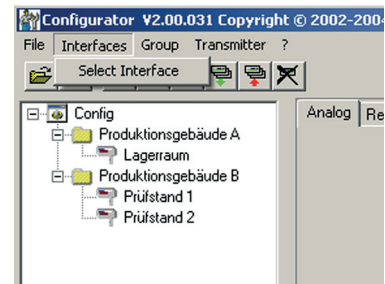 Configurator V2.00.031 Copyright © 2002-2004
File Interfaces Group Transmitter ?
Select Interface
Config
Produktionsgebäude A
Lagerraum
Produktionsgebäude B
Prüfstand 1
Prüfstand 2
Analog Re